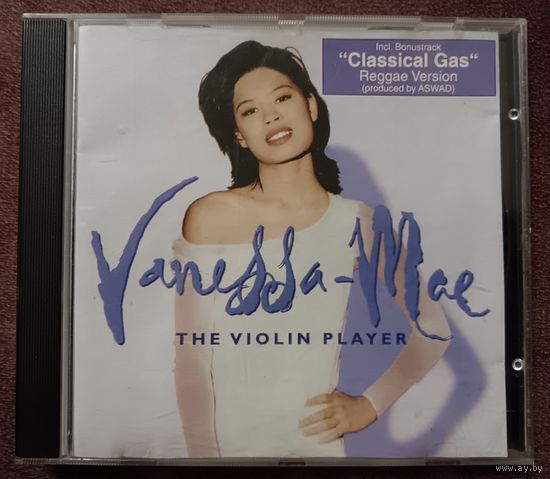 Incl. Bonustrack
"Classical Gas"
Reggae Version
(produced by ASWAD)
Vanessa-Mae
THE VIOLIN PLAYER
www.ay.by